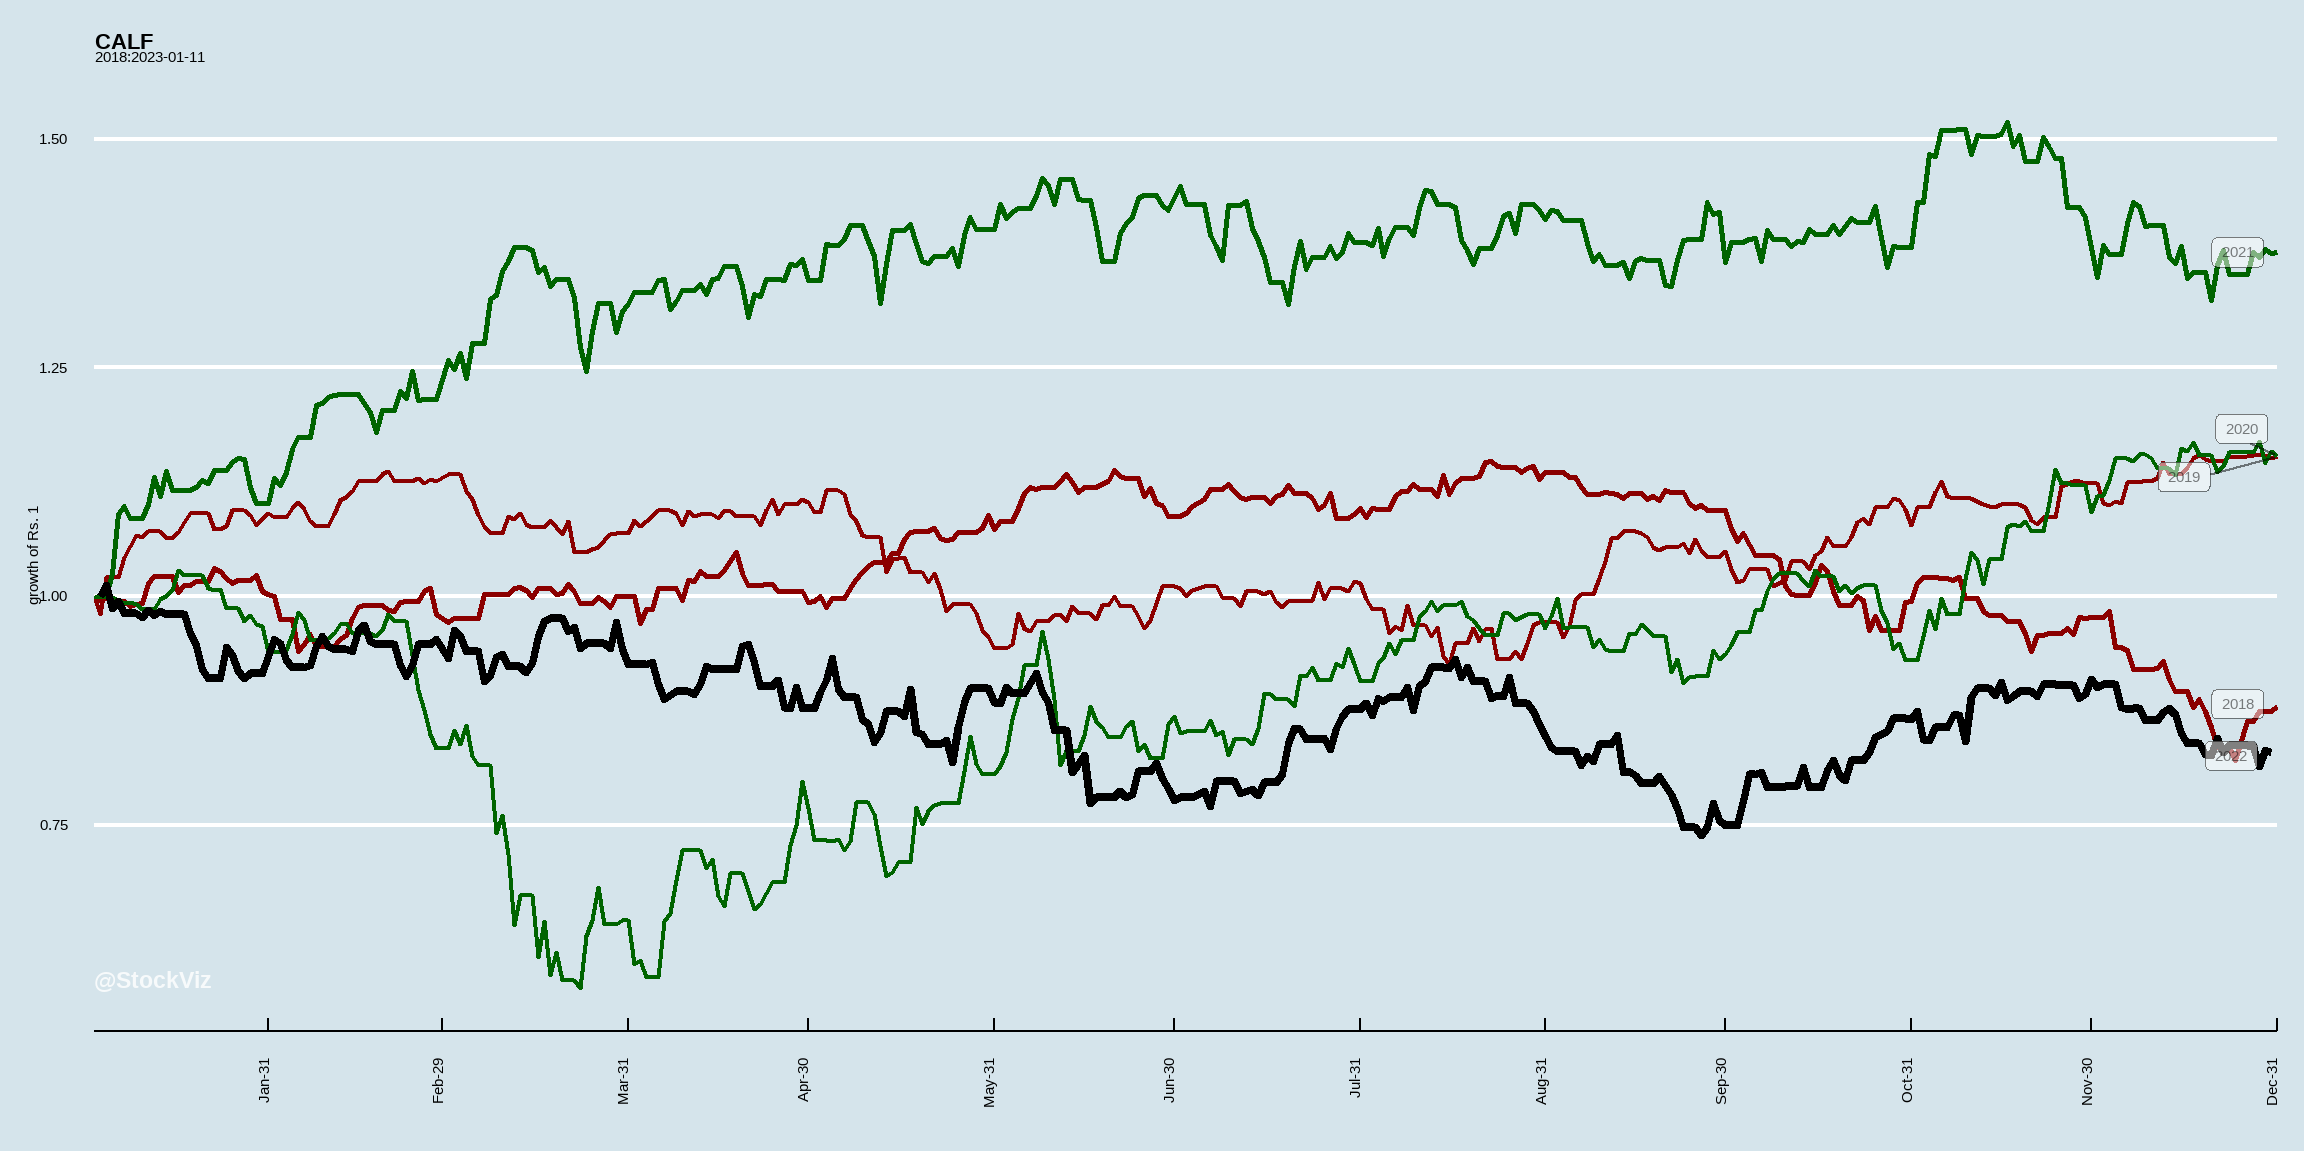 CALF
2018:2023-01-11
1.50
1.25
1.00
0.75
growth of Rs. 1
2021
2020
2019
2018
2022
@StockViz
Jan-31
Feb-29
Mar-31
Apr-30
May-31
Jun-30
Jul-31
Aug-31
Sep-30
Oct-31
Nov-30
Dec-31